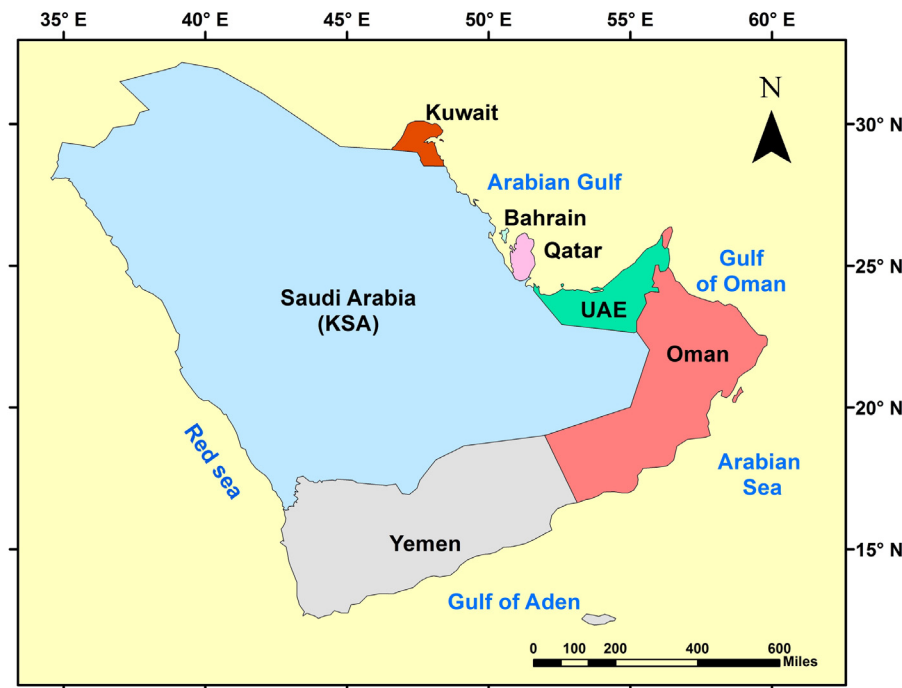 35° E 40° E 45° E 50° E 55° E 60° E
N
Kuwait
30° N
Arabian Gulf
Bahrain
Qatar
Gulf
of Oman
25° N
Saudi Arabia
(KSA)
UAE
Oman
20° N
Red sea
Arabian
Sea
Yemen
15° N
Gulf of Aden
0 100 200 400 600
Miles